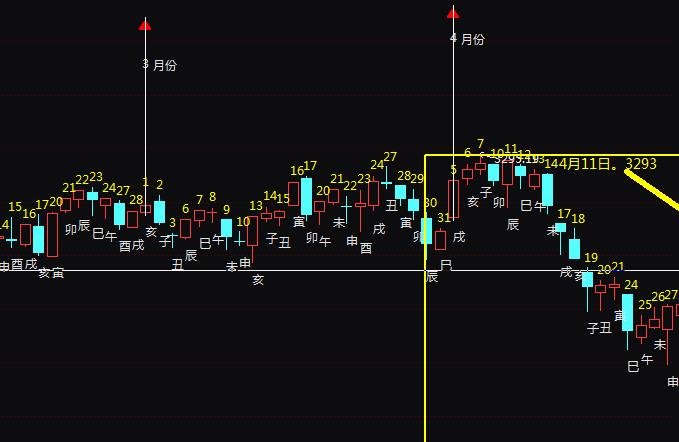 3 月份
4 月份
3293.19
4月11日。3293
14 15 16 17 20 21 22 23 24 27 28 1 2 3 6 7 8 9 10 13 14 15 16 17 20 21 22 23 24 27 28 29 30 31 5 6 7 10 11 12 13 14 17 18 19 20 21 24 25 26 27
申 酉 戌 亥 寅 卯 辰 巳 午 酉 戌 亥 子 丑 辰 巳 午 未 申 亥 子 丑 寅 卯 午 未 申 酉 戌 丑 寅 卯 辰 巳 戌 亥 子 卯 辰 巳 午 未 戌 亥 子 丑 寅 巳 午 未 申